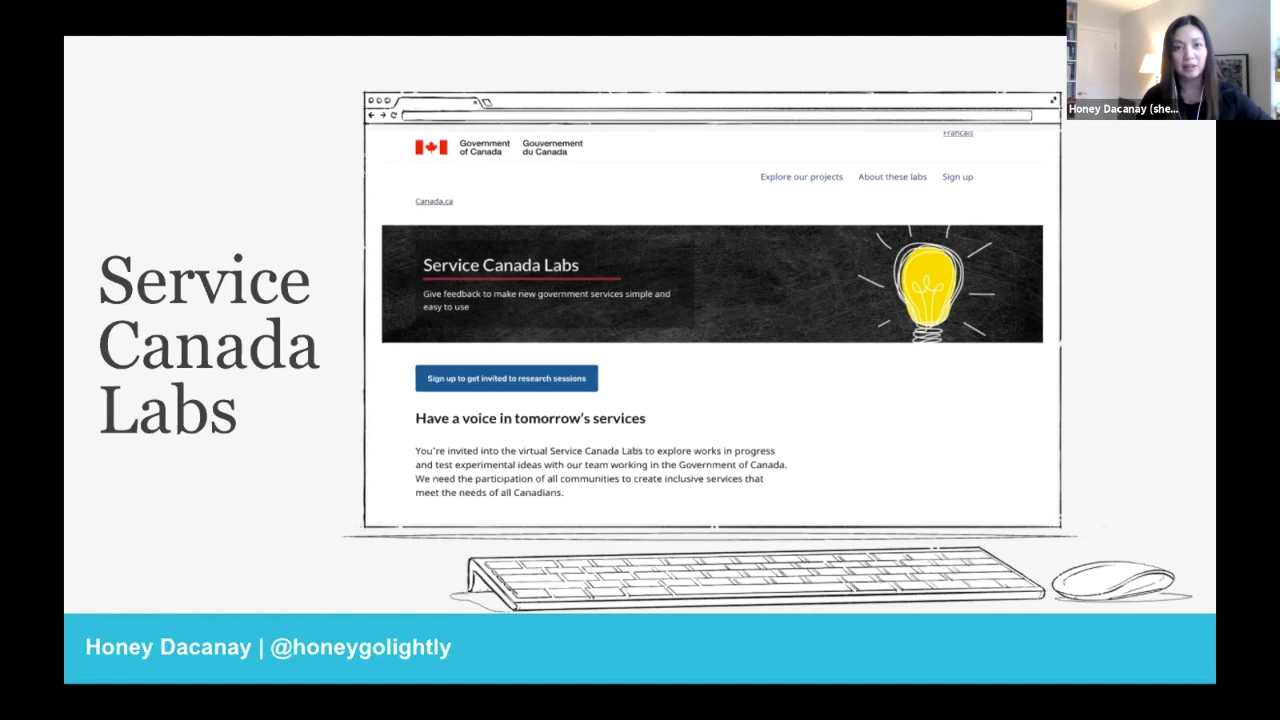 Honey Dacanay (she...
Service
Canada
Labs
Français
Government
of Canada
Gouvernement
du Canada
Explore our projects
About these labs
Sign up
Canada.ca
Service Canada Labs
Give feedback to make new government services simple and
easy to use
Sign up to get invited to research sessions
Have a voice in tomorrow's services
You're invited into the virtual Service Canada Labs to explore works in progress
and test experimental ideas with our team working in the Government of Canada.
We need the participation of all communities to create inclusive services that
meet the needs of all Canadians.
Honey Dacanay | @honeygolightly